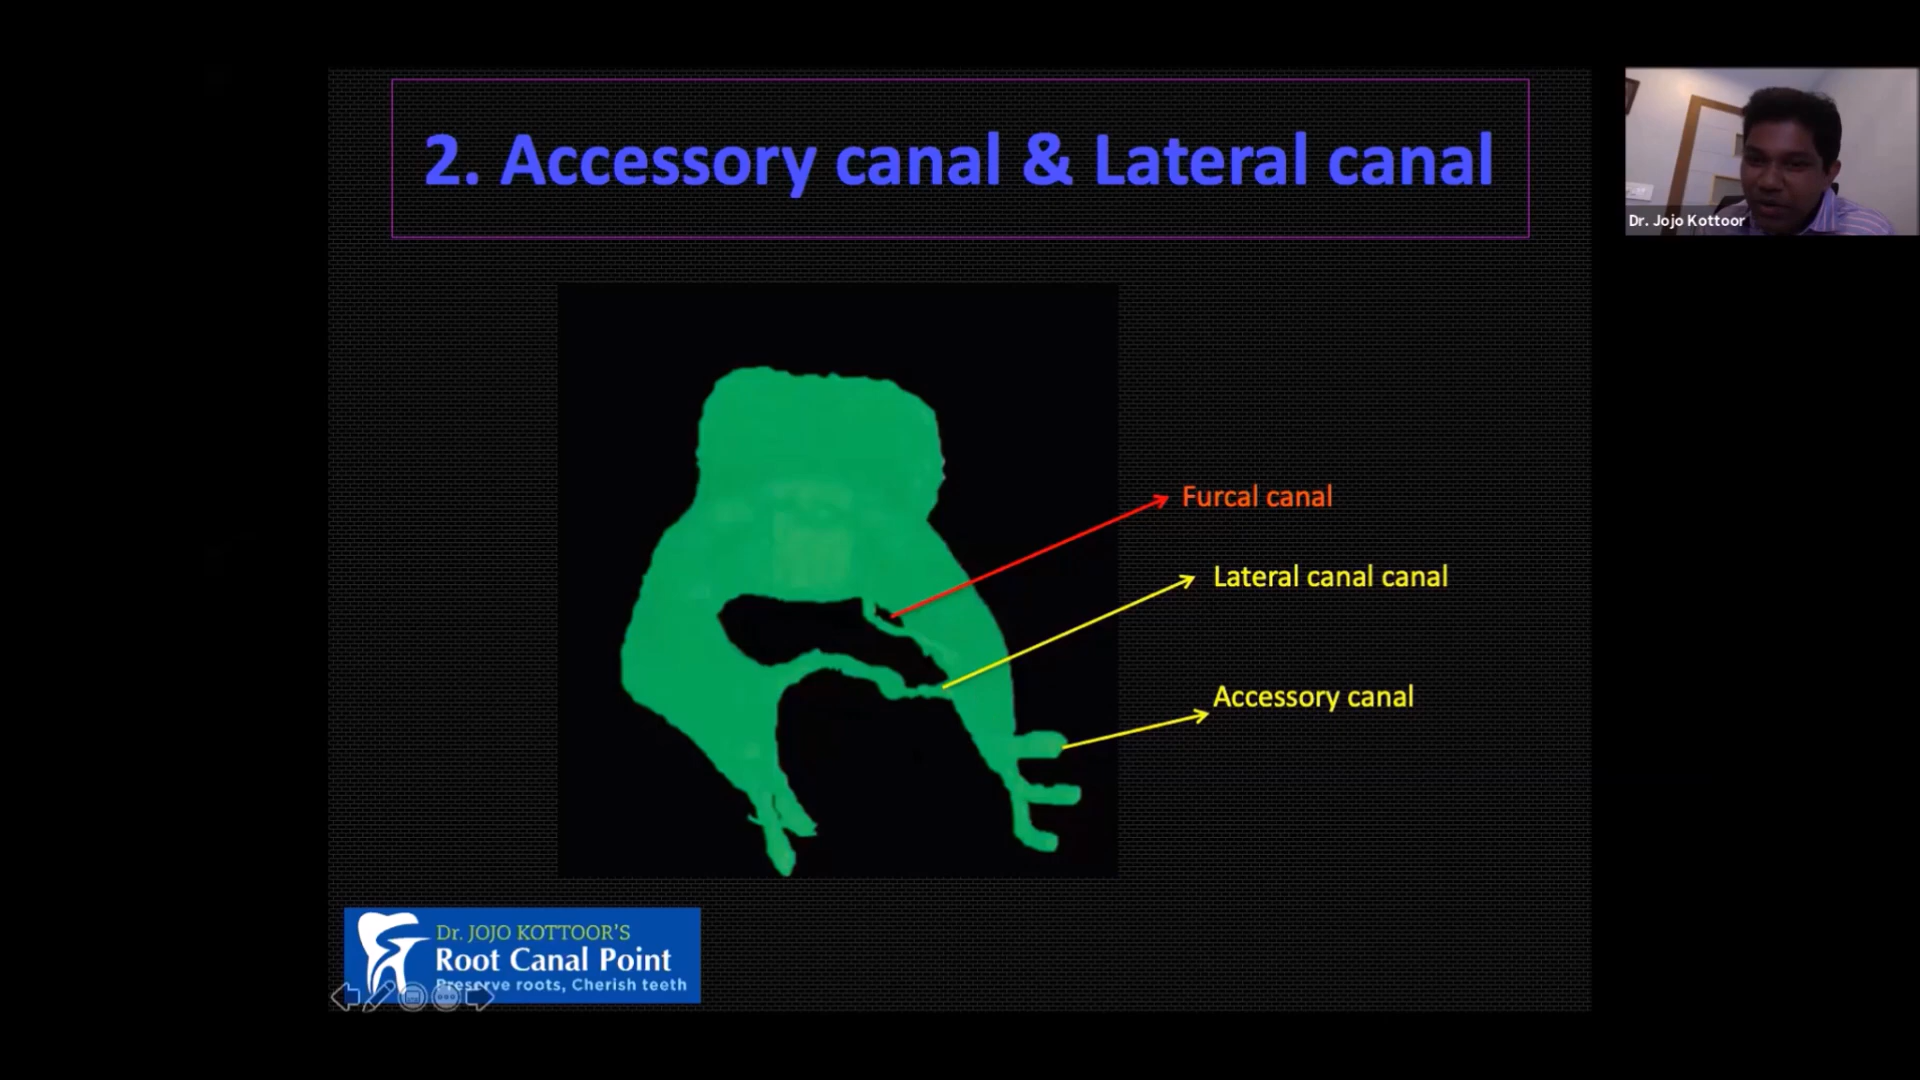 2. Accessory canal & Lateral canal
Dr. Jojo Kottoor
Furcal canal
Lateral canal canal
Accessory canal
Dr. JOJO KOTTOOR'S
Root Canal Point
Preserve roots, Cherish teeth